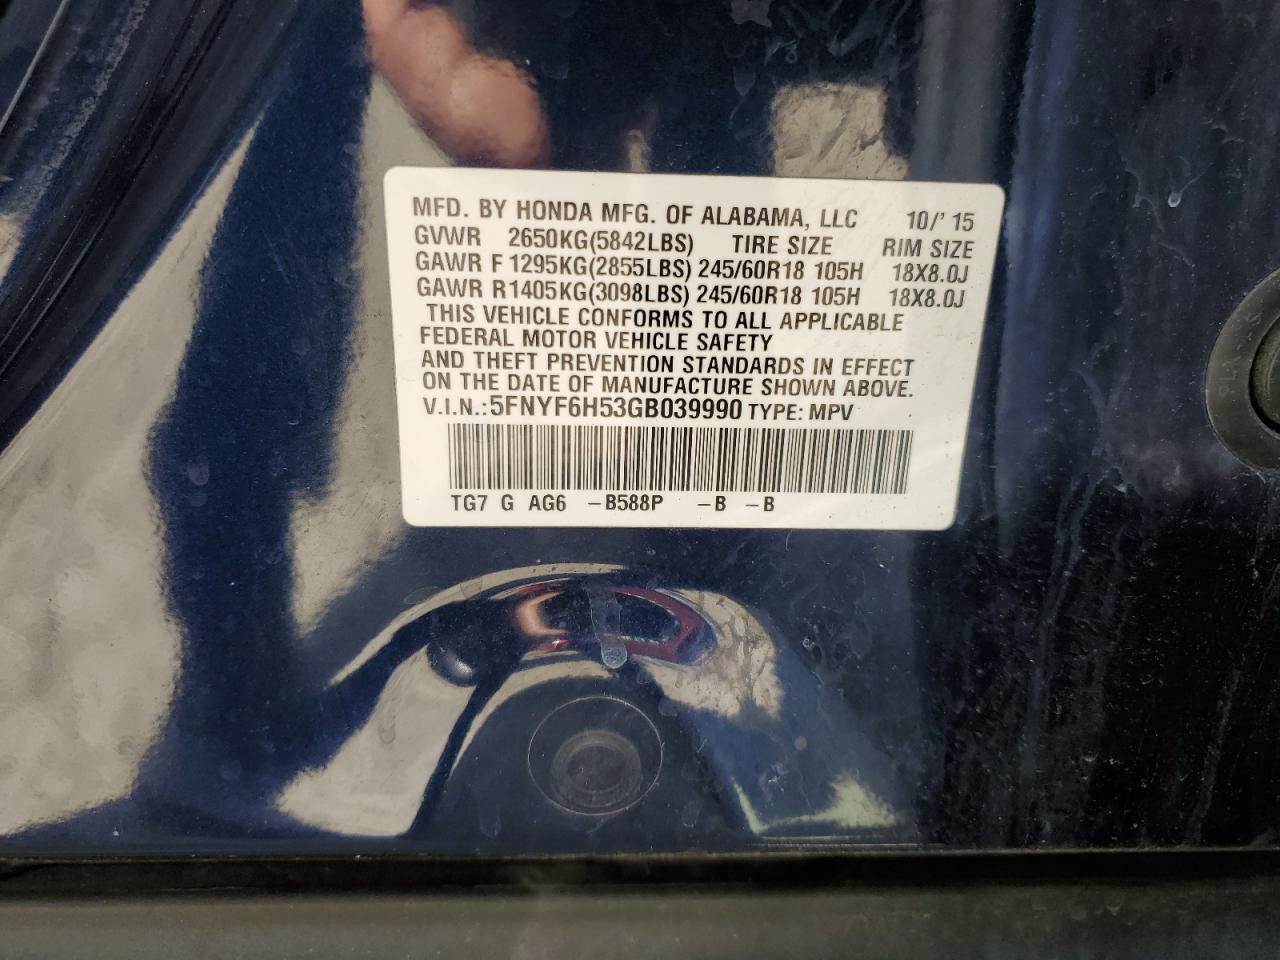 MFD. BY HONDA MFG. OF ALABAMA, LLC 10/' 15
GVWR 2650KG(5842LBS) TIRE SIZE RIM SIZE
GAWR F 1295KG(2855LBS) 245/60R18 105H 18X8.0J
GAWR R 1405KG(3098LBS) 245/60R18 105H 18X8.0J
THIS VEHICLE CONFORMS TO ALL APPLICABLE
FEDERAL MOTOR VEHICLE SAFETY
AND THEFT PREVENTION STANDARDS IN EFFECT
ON THE DATE OF MANUFACTURE SHOWN ABOVE.
V.I.N.:5FNYF6H53GB039990 TYPE: MPV
TG7 G AG6 –B588P –B –B